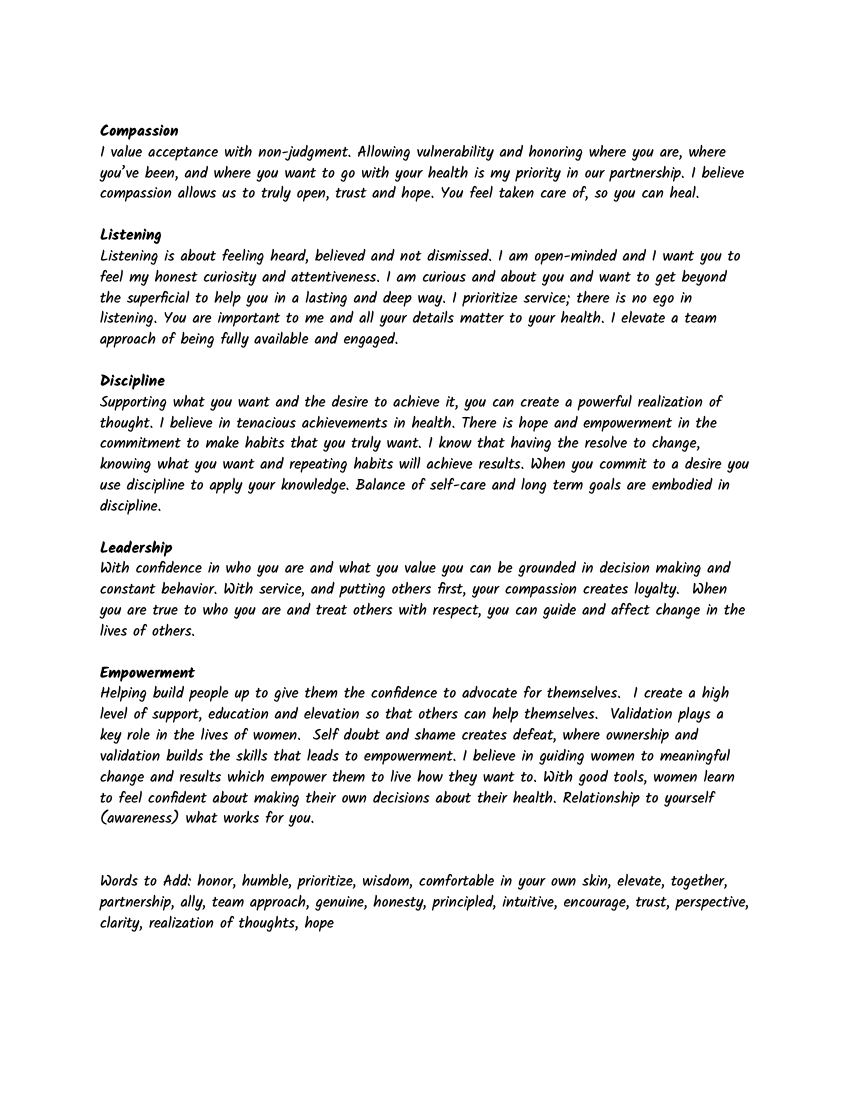 Compassion
I value acceptance with non-judgment. Allowing vulnerability and honoring where you are, where
you've been, and where you want to go with your health is my priority in our partnership. I believe
compassion allows us to truly open, trust and hope. You feel taken care of, so you can heal.
Listening
Listening is about feeling heard, believed and not dismissed. I am open-minded and I want you to
feel my honest curiosity and attentiveness. I am curious and about you and want to get beyond
the superficial to help you in a lasting and deep way. I prioritize service; there is no ego in
listening. You are important to me and all your details matter to your health. I elevate a team
approach of being fully available and engaged.
Discipline
Supporting what you want and the desire to achieve it, you can create a powerful realization of
thought. I believe in tenacious achievements in health. There is hope and empowerment in the
commitment to make habits that you truly want. I know that having the resolve to change,
knowing what you want and repeating habits will achieve results. When you commit to a desire you
use discipline to apply your knowledge. Balance of self-care and long term goals are embodied in
discipline.
Leadership
With confidence in who you are and what you value you can be grounded in decision making and
constant behavior. With service, and putting others first, your compassion creates loyalty.  When
you are true to who you are and treat others with respect, you can guide and affect change in the
lives of others.
Empowerment
Helping build people up to give them the confidence to advocate for themselves.  I create a high
level of support, education and elevation so that others can help themselves.  Validation plays a
key role in the lives of women.  Self doubt and shame creates defeat, where ownership and
validation builds the skills that leads to empowerment. I believe in guiding women to meaningful
change and results which empower them to live how they want to. With good tools, women learn
to feel confident about making their own decisions about their health. Relationship to yourself
(awareness) what works for you.
Words to Add: honor, humble, prioritize, wisdom, comfortable in your own skin, elevate, together,
partnership, ally, team approach, genuine, honesty, principled, intuitive, encourage, trust, perspective,
clarity, realization of thoughts, hope